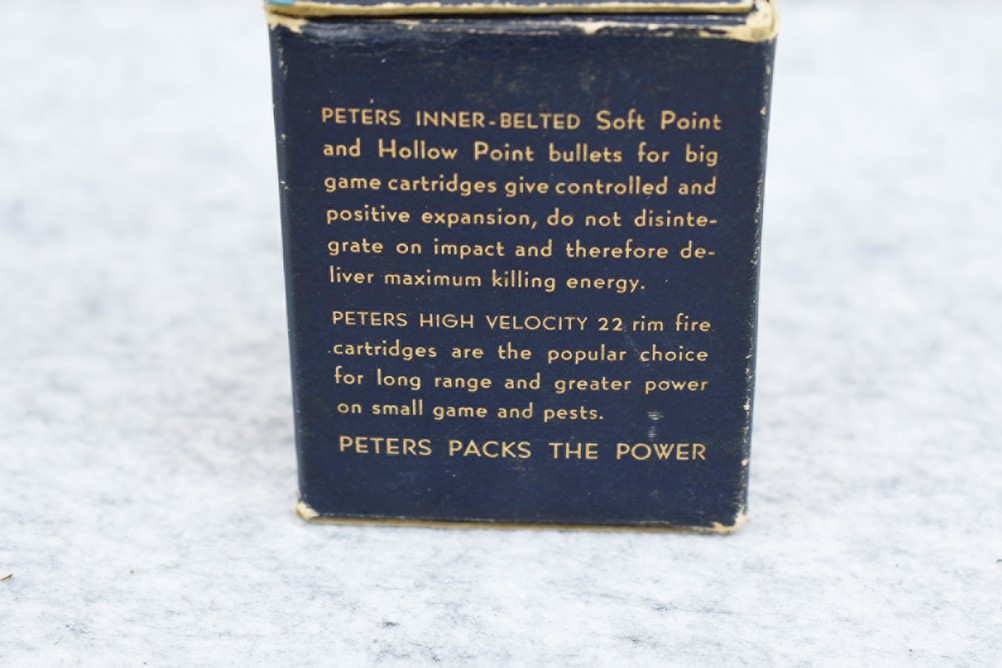 PETERS INNER-BELTED Soft Point
and Hollow Point bullets for big
game cartridges give controlled and
positive expansion, do not disinte-
grate on impact and therefore de-
liver maximum killing energy.
PETERS HIGH VELOCITY 22 rim fire
cartridges are the popular choice
for long range and greater power
on small game and pests.
PETERS PACKS THE POWER